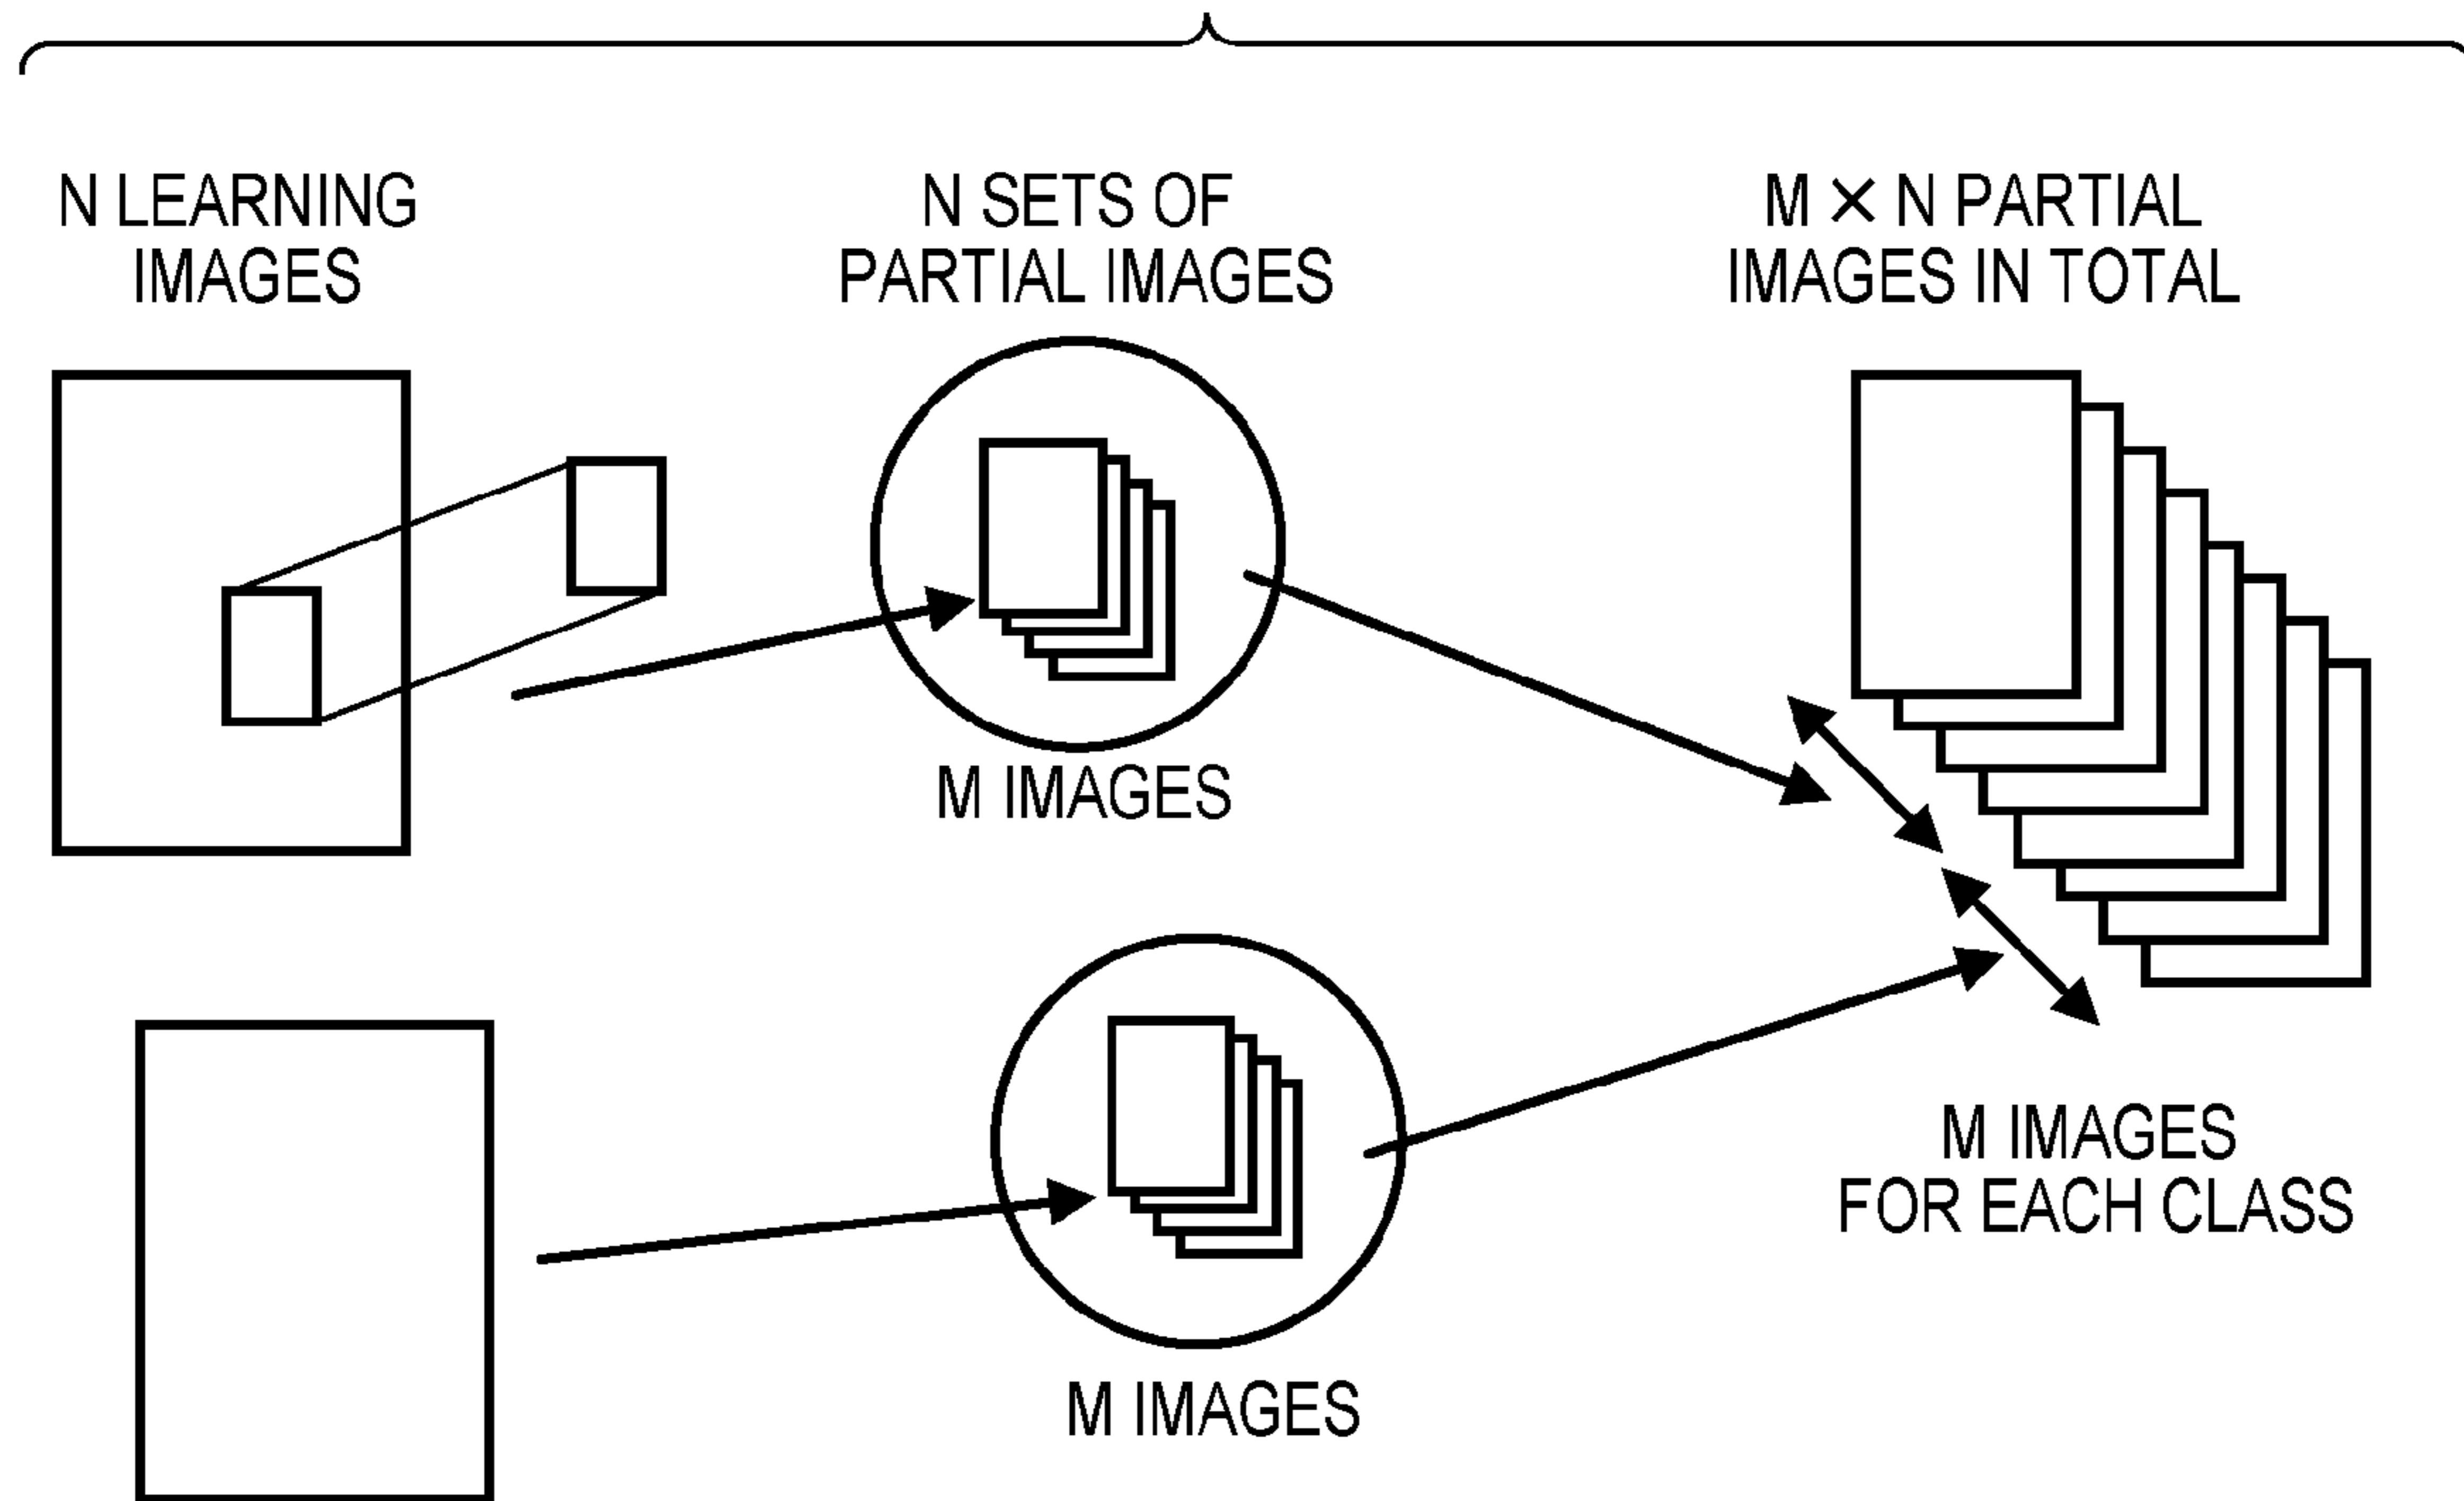 N LEARNING
IMAGES
N SETS OF
PARTIAL IMAGES
M × N PARTIAL
IMAGES IN TOTAL
M IMAGES
M IMAGES
FOR EACH CLASS
M IMAGES